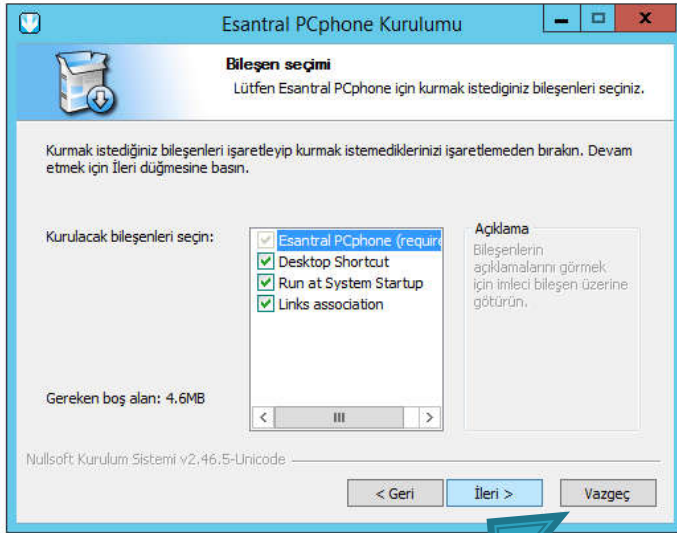 Esantral PCphone Kurulumu
Bileşen seçimi
Lütfen Esantral PCphone için kurmak istediginiz bileşenleri seçiniz.
Kurmak istediğiniz bileşenleri işaretleyip kurmak istemediklerinizi işaretlemeden bırakın. Devam
etmek için İleri düğmesine basın.
Kurulacak bileşenleri seçin:
Esantral PCphone (require
Desktop Shortcut
Run at System Startup
Links association
Açıklama
Bileşenlerin
açıklamalarını görmek
için imleci bileşen üzerine
götürün.
Gereken boş alan: 4.6MB
Nullsoft Kurulum Sistemi v2.46.5-Unicode
< Geri
İleri >
Vazgeç